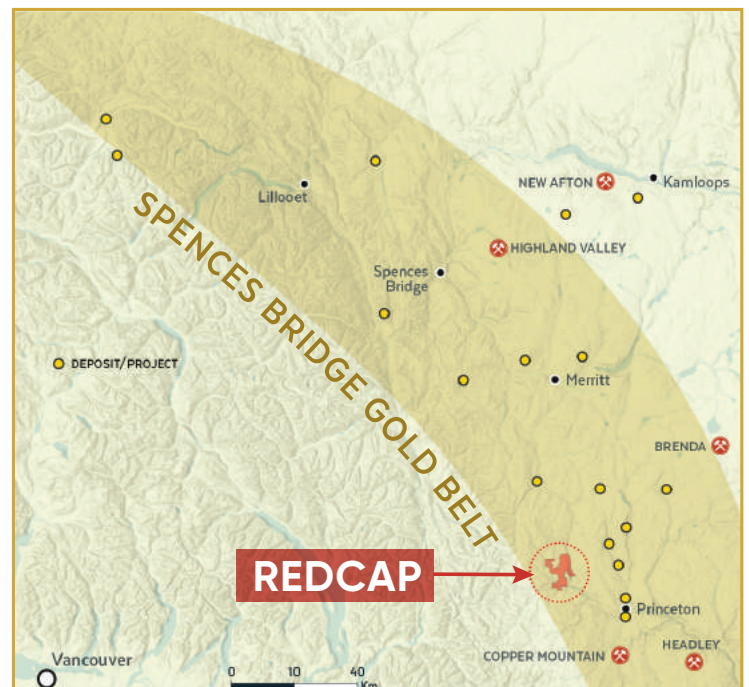 Lillooet
NEW AFTON
Kamloops
HIGHLAND VALLEY
SPENCES BRIDGE GOLD BELT
Spences
Bridge
DEPOSIT/PROJECT
Merritt
BRENDA
REDCAP
Princeton
COPPER MOUNTAIN
HEADLEY
Vancouver
0 10 40
Km